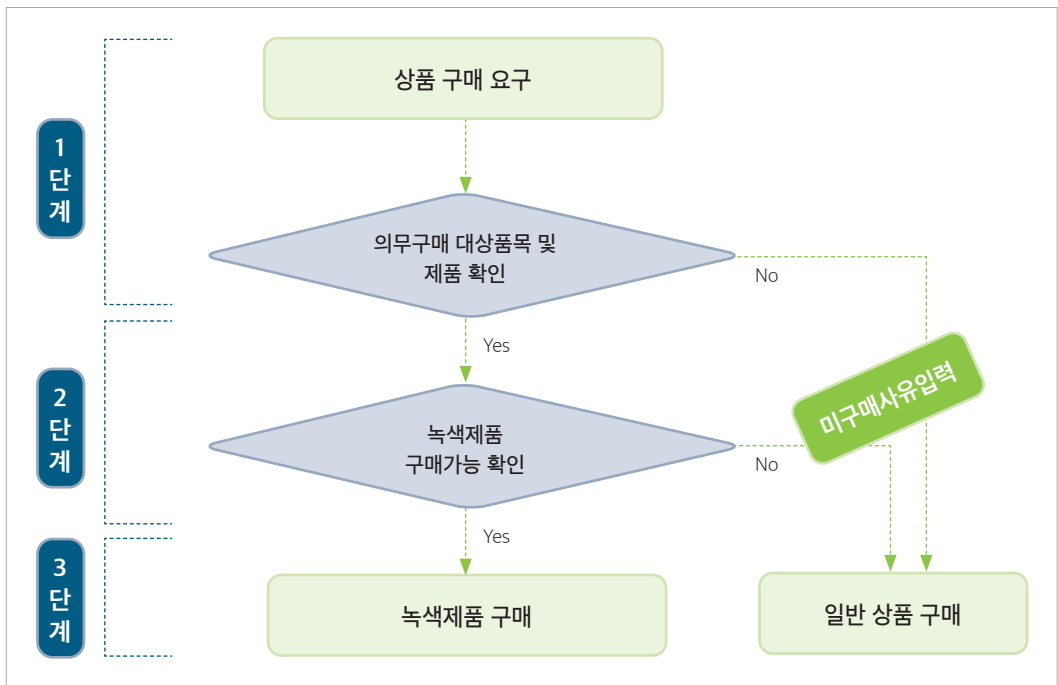 1
단
계
상품 구매 요구
의무구매 대상품목 및
제품 확인
No
Yes
미구매사유입력
2
단
계
녹색제품
구매가능 확인
No
Yes
3
단
계
녹색제품 구매
일반 상품 구매